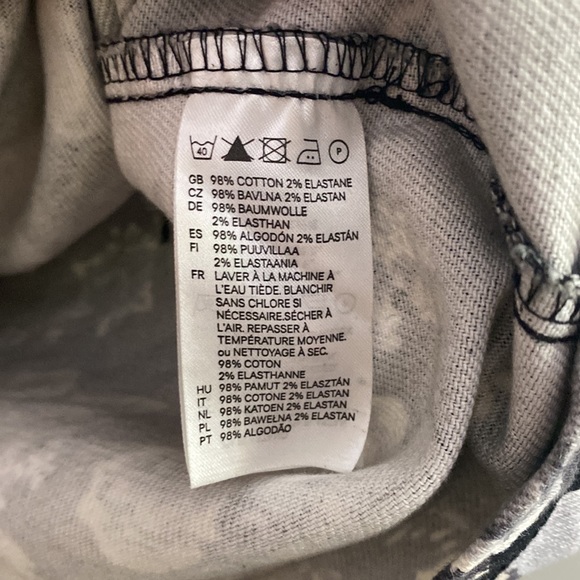 40 P
GB 98% COTTON 2% ELASTANE
CZ 98% BAVLNA 2% ELASTAN
DE 98% BAUMWOLLE
2% ELASTHAN
ES 98% ALGODÓN 2% ELASTÁN
FI 98% PUUVILLAA
2% ELASTAANIA
FR LAVER À LA MACHINE À
L'EAU TIÈDE. BLANCHIR
SANS CHLORE SI
NÉCESSAIRE.SÉCHER À
L'AIR. REPASSER À
TEMPÉRATURE MOYENNE.
ou NETTOYAGE À SEC.
98% COTON
2% ELASTHANNE
HU 98% PAMUT 2% ELASZTÁN
IT 98% COTONE 2% ELASTAN
NL 98% KATOEN 2% ELASTAN
PL 98% BAWEŁNA 2% ELASTAN
PT 98% ALGODÃO